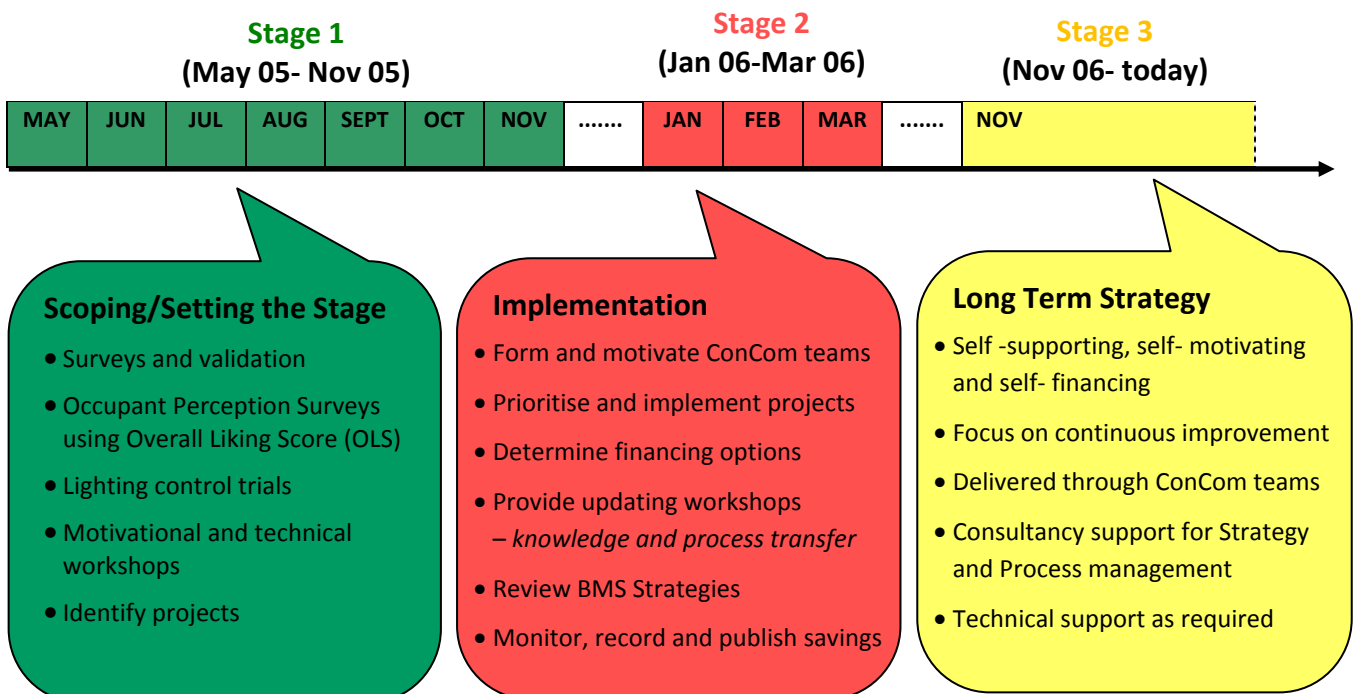 Stage 1
(May 05- Nov 05)
Stage 2
(Jan 06-Mar 06)
Stage 3
(Nov 06- today)
MAY JUN JUL AUG SEPT OCT NOV ....... JAN FEB MAR ....... NOV
Scoping/Setting the Stage
• Surveys and validation
• Occupant Perception Surveys
using Overall Liking Score (OLS)
• Lighting control trials
• Motivational and technical
workshops
• Identify projects
Implementation
• Form and motivate ConCom teams
• Prioritise and implement projects
• Determine financing options
• Provide updating workshops
– knowledge and process transfer
• Review BMS Strategies
• Monitor, record and publish savings
Long Term Strategy
• Self -supporting, self- motivating
and self- financing
• Focus on continuous improvement
• Delivered through ConCom teams
• Consultancy support for Strategy
and Process management
• Technical support as required